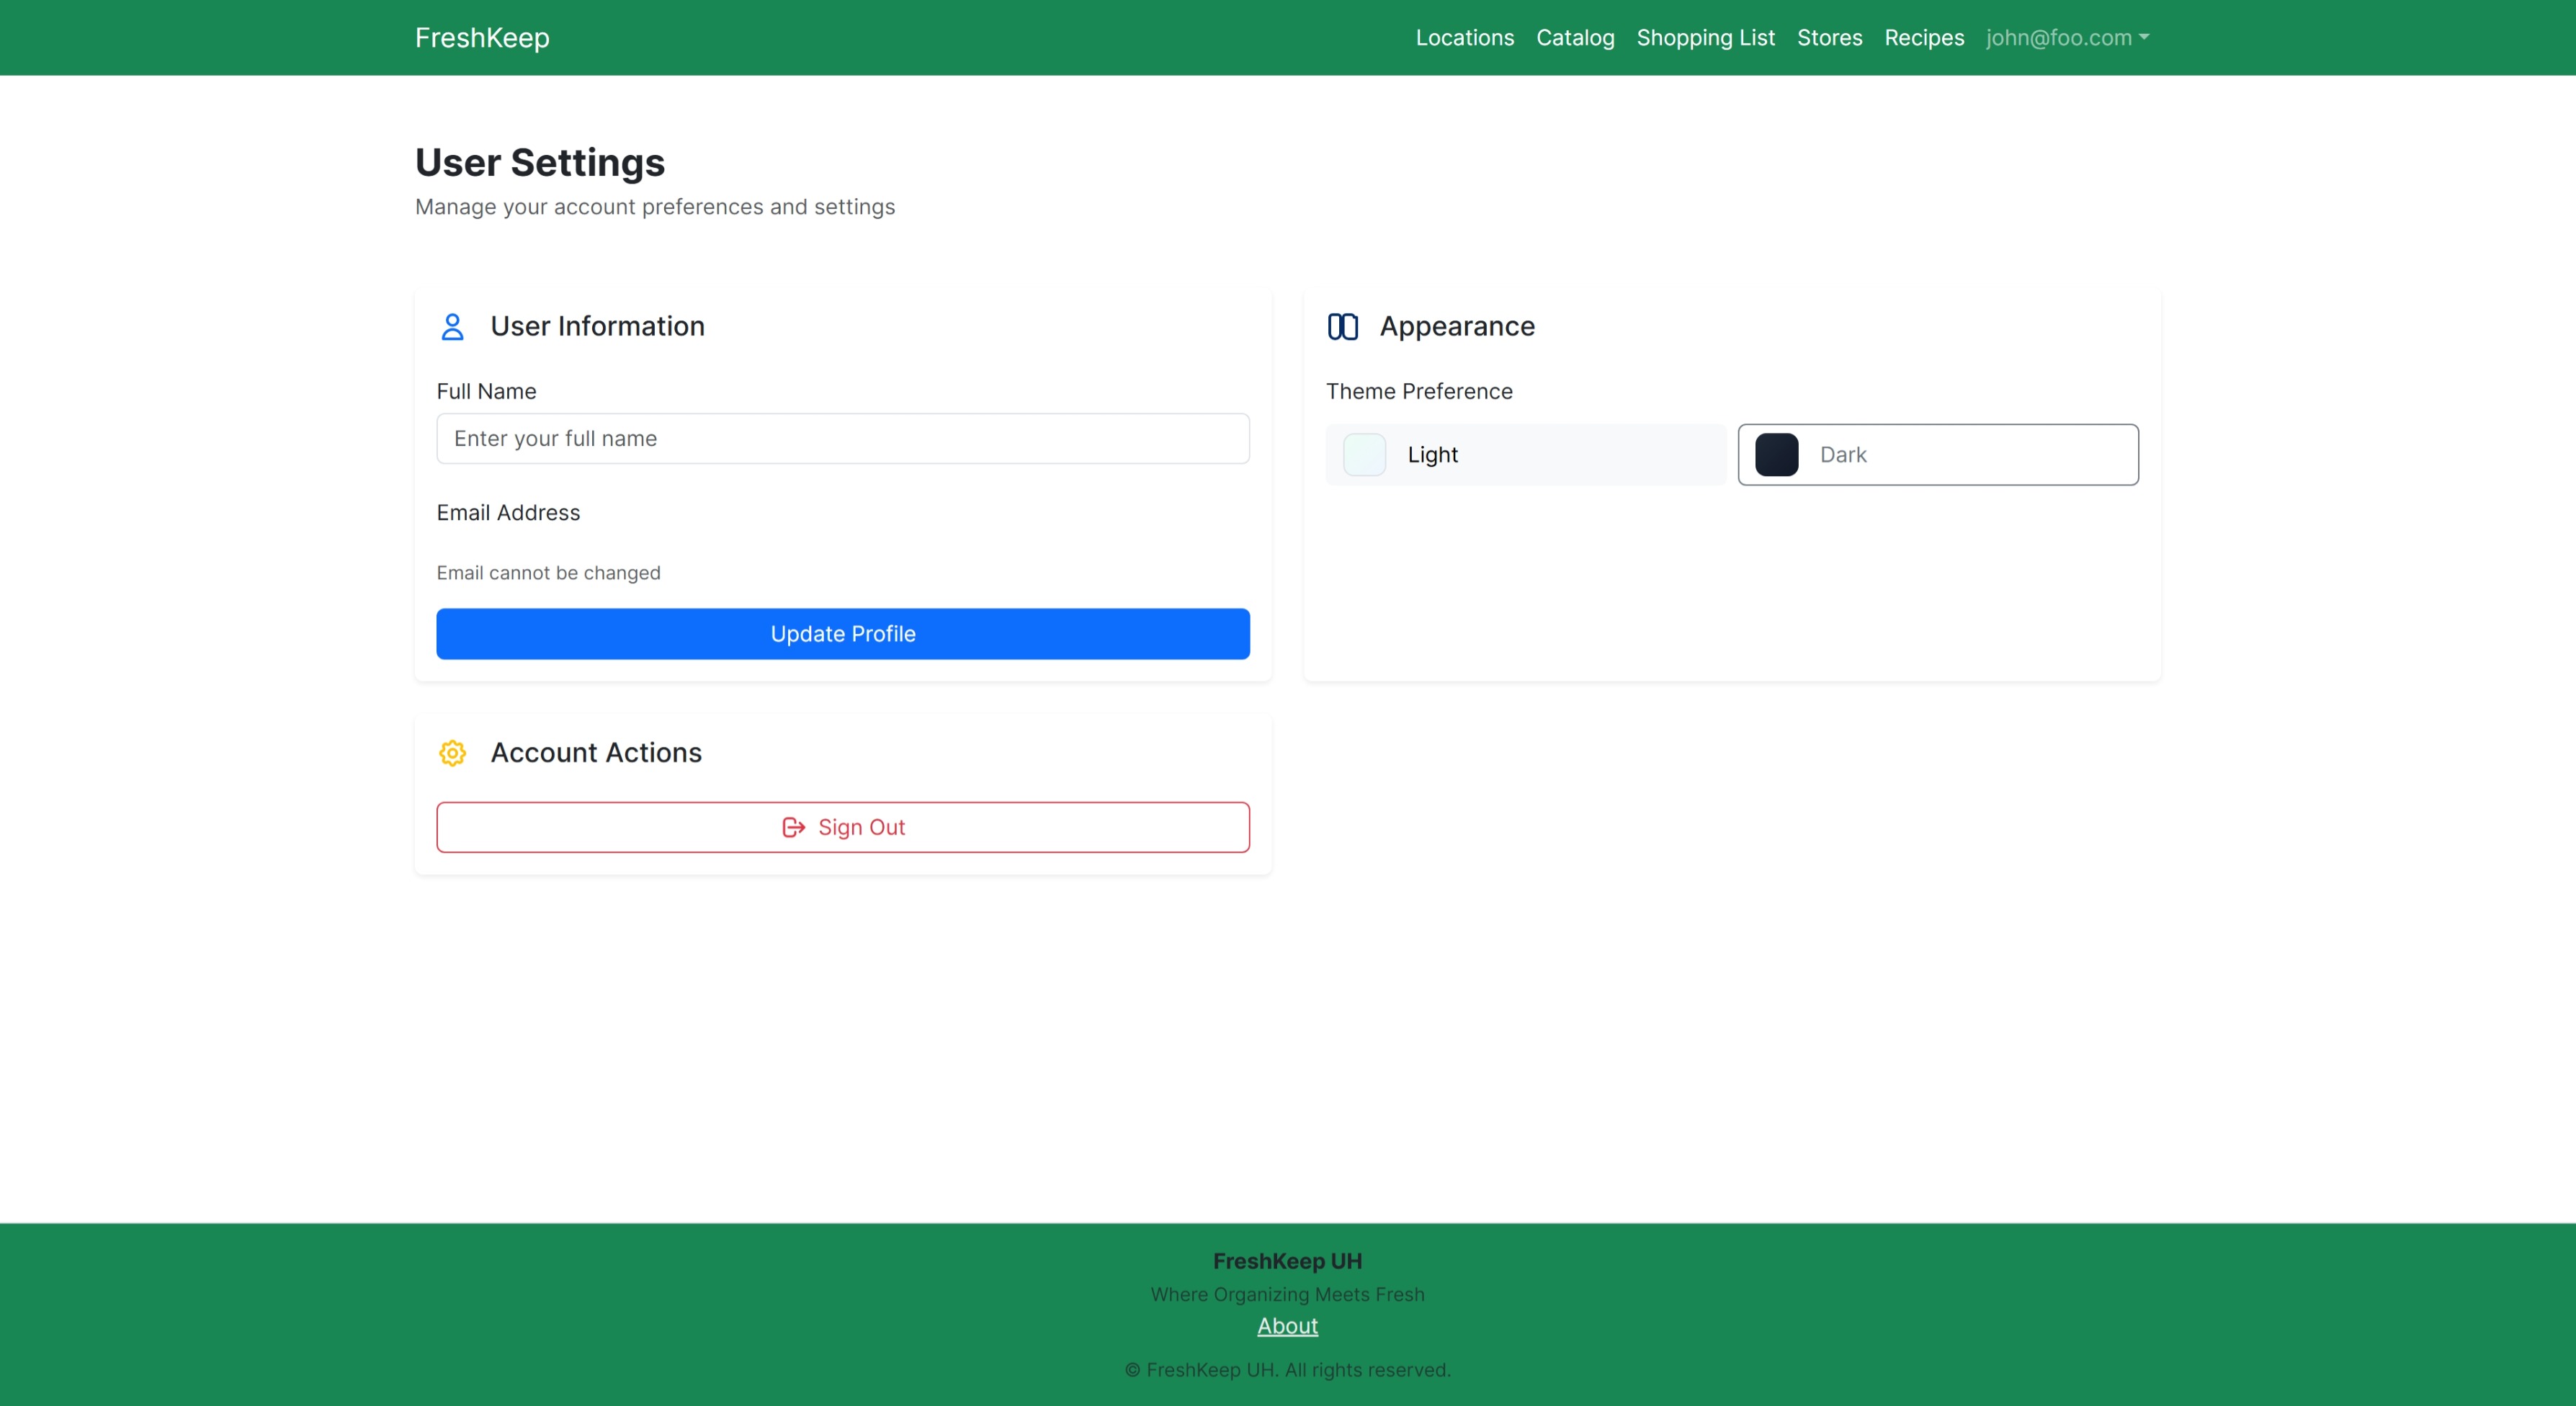 FreshKeep
Locations Catalog Shopping List Stores Recipes john@foo.com
User Settings
Manage your account preferences and settings
User Information
Full Name
Enter your full name
Email Address
Email cannot be changed
Update Profile
Appearance
Theme Preference
Light
Dark
Account Actions
Sign Out
FreshKeep UH
Where Organizing Meets Fresh
About
© FreshKeep UH. All rights reserved.